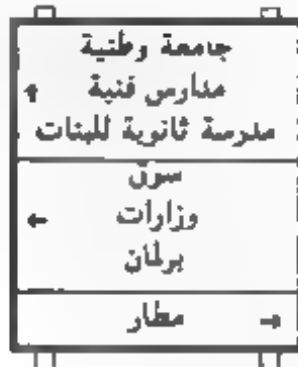 جامعة وطنية
مدارس فنية
مدرسة ثانوية للبنات
سوق
وزارات
برلمان
مطار